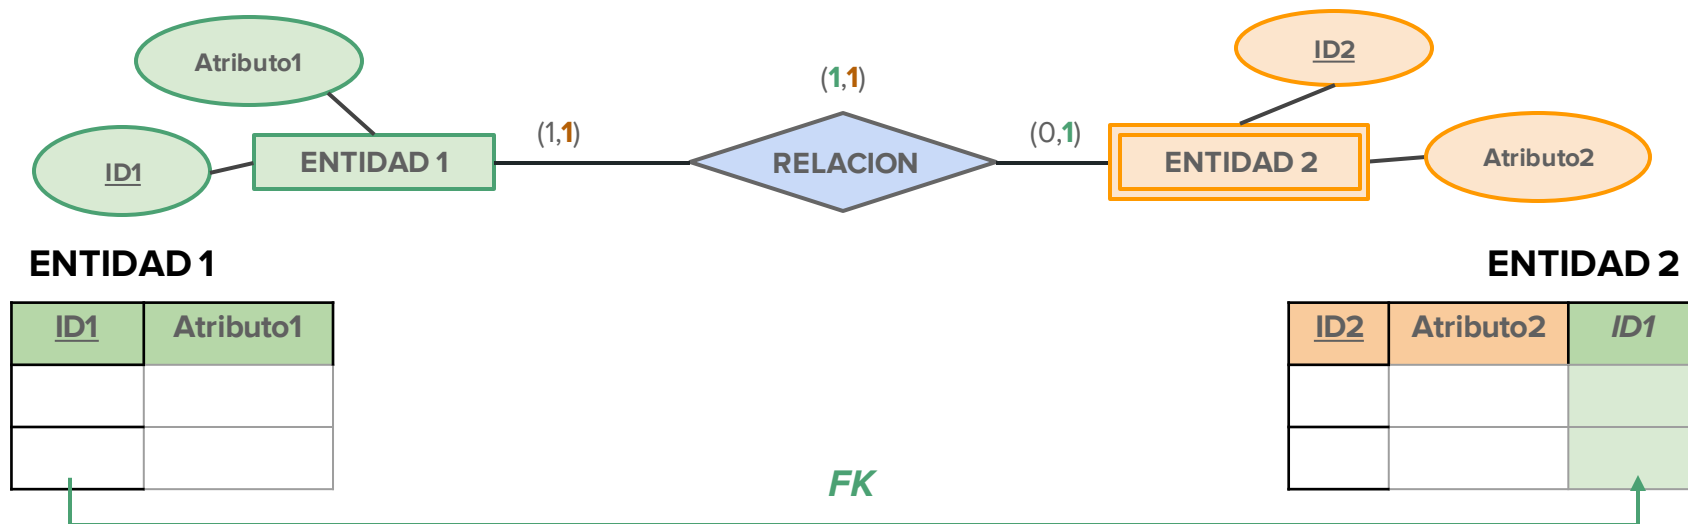 Atributo1
ID1
ENTIDAD 1
(1,1)
(1,1)
RELACION
(0,1)
ID2
ENTIDAD 2
Atributo2
ENTIDAD 1
ID1 Atributo1
ENTIDAD 2
ID2 Atributo2 ID1
FK